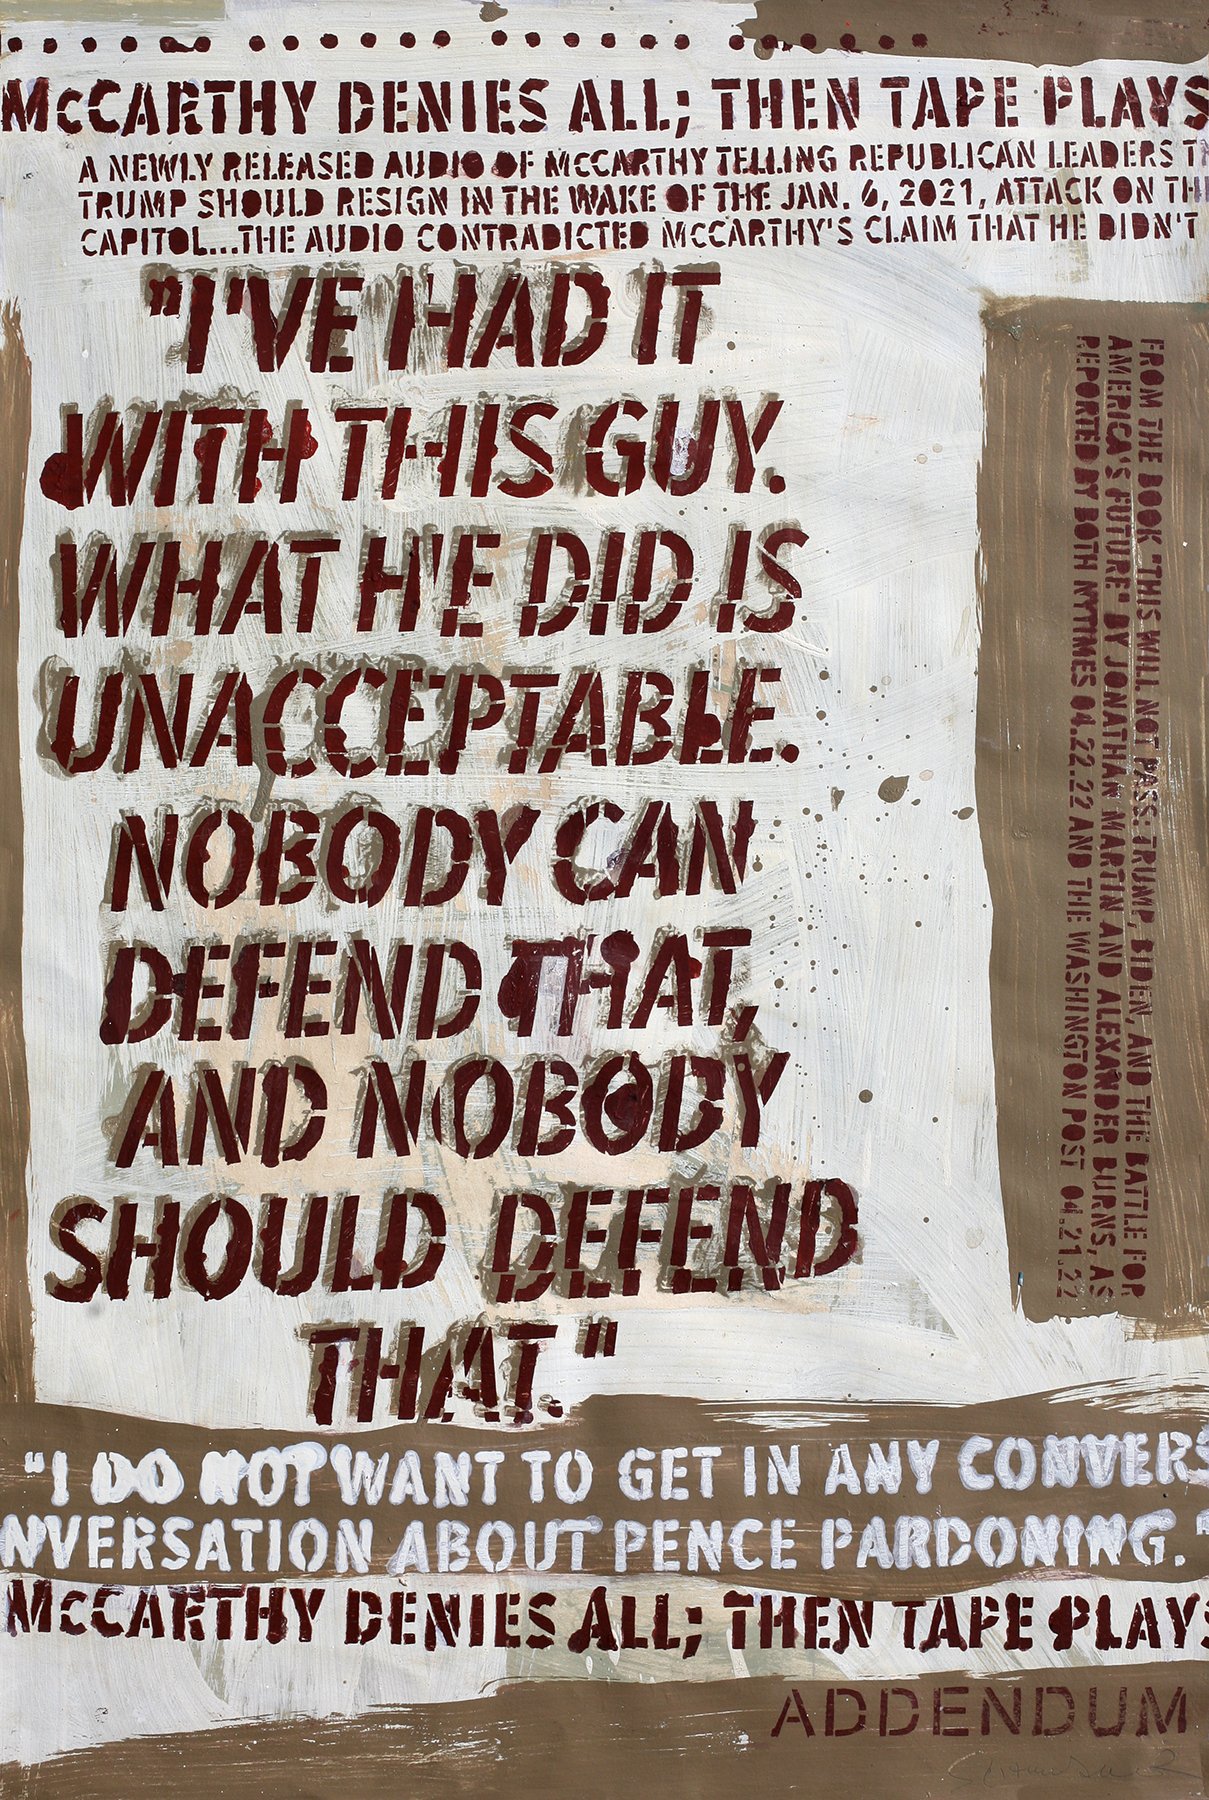 McCARTHY DENIES ALL; THEN TAPE PLAYS
A NEWLY RELEASED AUDIO OF McCARTHY TELLING REPUBLICAN LEADERS TH
TRUMP SHOULD RESIGN IN THE WAKE OF THE JAN. 6, 2021, ATTACK ON THE
CAPITOL...THE AUDIO CONTRADICTED McCARTHY'S CLAIM THAT HE DIDN'T
"I'VE HAD IT
WITH THIS GUY.
WHAT HE DID IS
UNACCEPTABLE.
NOBODY CAN
DEFEND THAT,
AND NOBODY
SHOULD DEFEND
THAT."
FROM THE BOOK "THIS WILL NOT PASS: TRUMP, BIDEN, AND THE BATTLE FOR
AMERICA'S FUTURE" BY JONATHAN MARTIN AND ALEXANDER BURNS, AS
REPORTED BY BOTH NYTIMES 04.22.22 AND THE WASHINGTON POST 04.21.22
"I DO NOT WANT TO GET IN ANY CONVERS
NVERSATION ABOUT PENCE PARDONING."
McCARTHY DENIES ALL; THEN TAPE PLAYS
ADDENDUM